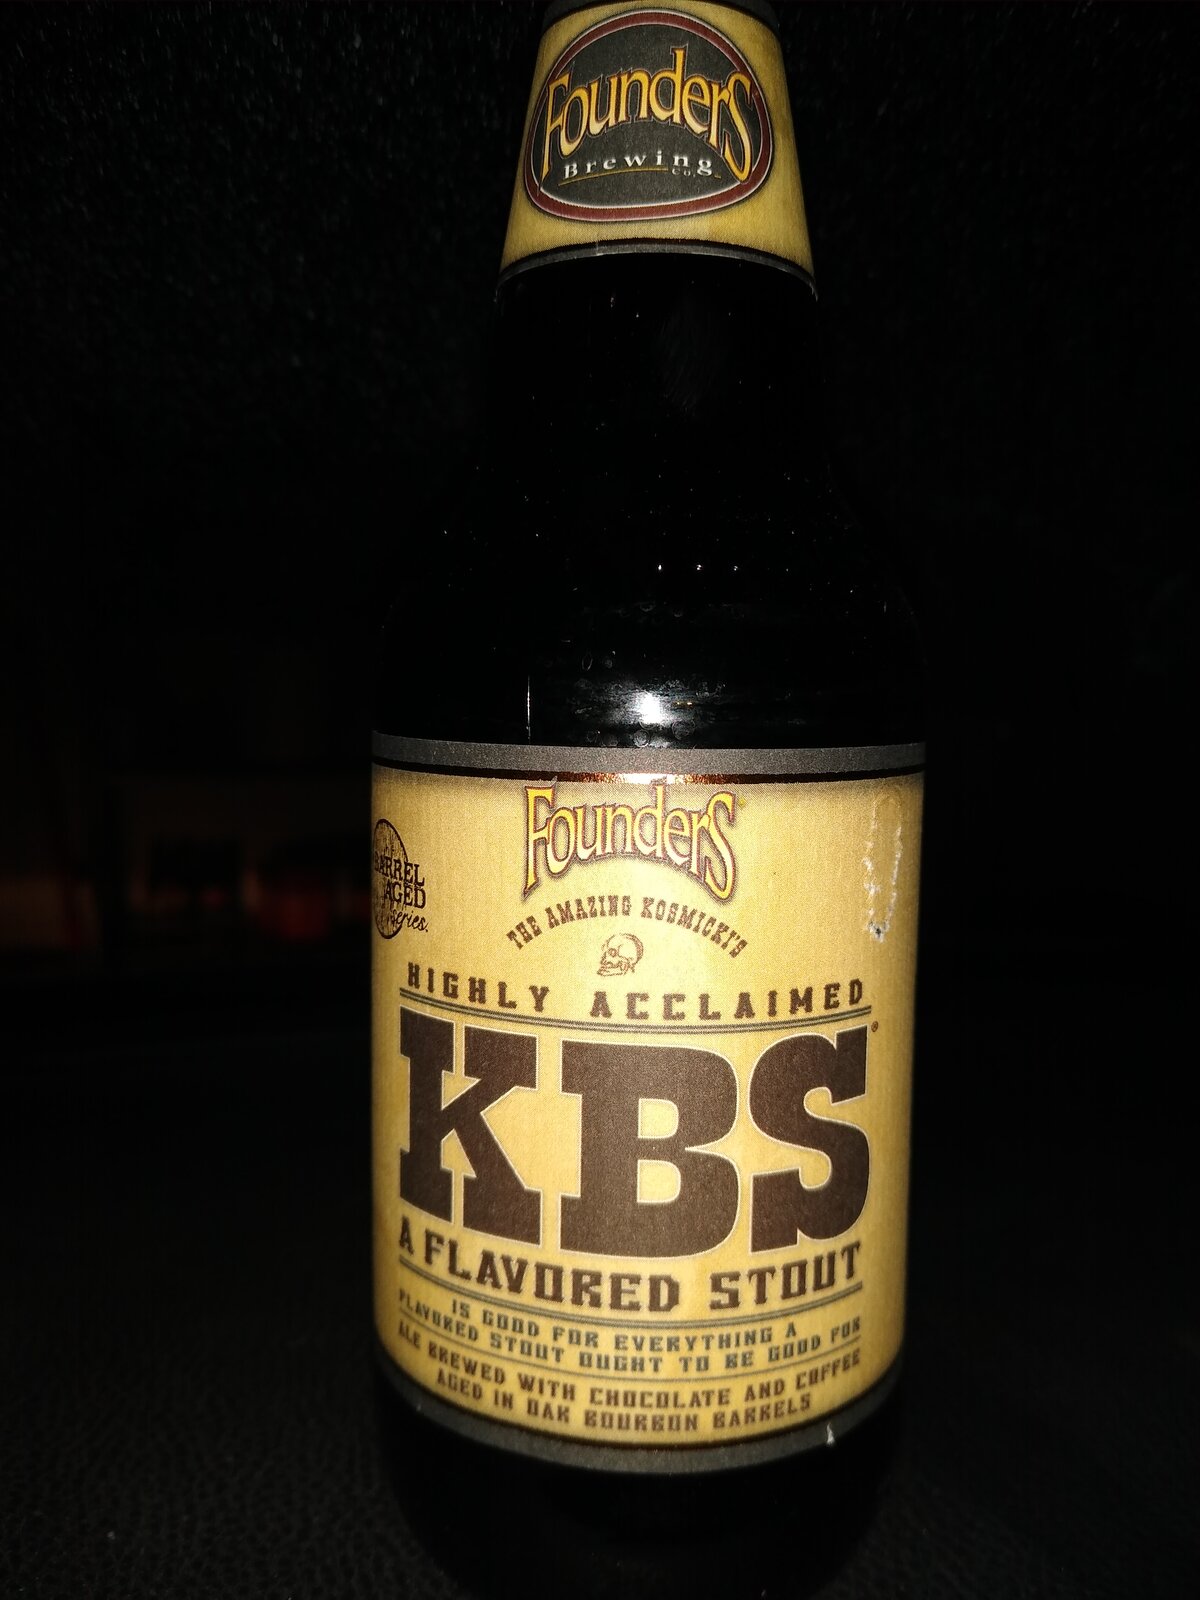 Founders
Brewing
Co.
Founders
BARREL
AGED
series.
THE AMAZING KOSMICKI'S
HIGHLY ACCLAIMED
KBS®
A FLAVORED STOUT
IS GOOD FOR EVERYTHING A
FLAVORED STOUT OUGHT TO BE GOOD FOR
ALE BREWED WITH CHOCOLATE AND COFFEE
AGED IN OAK BOURBON BARRELS